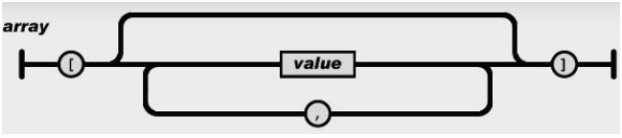 array
[ value ]
,